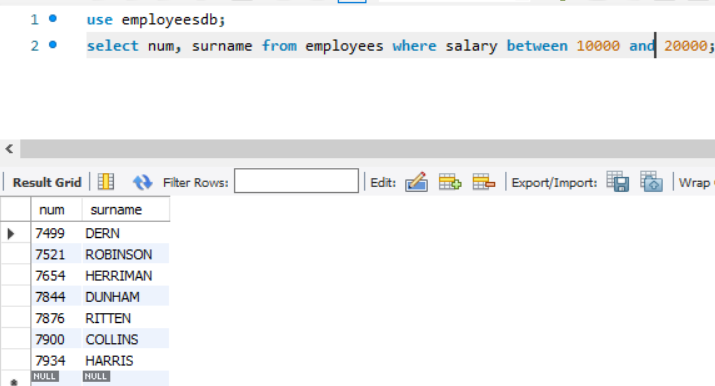 1 use employeesdb;
2 select num, surname from employees where salary between 10000 and 20000;
<
Result Grid Filter Rows: Edit: Export/Import: Wrap
num surname
7499 DERN
7521 ROBINSON
7654 HERRIMAN
7844 DUNHAM
7876 RITTEN
7900 COLLINS
7934 HARRIS
NULL NULL